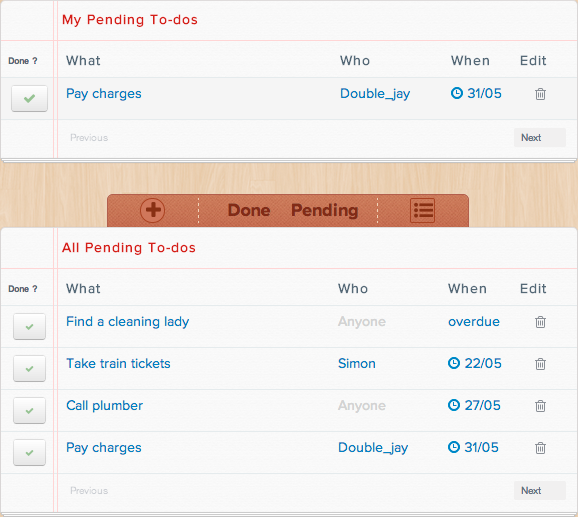 My Pending To-dos
Done ? What Who When Edit
Pay charges Double_jay 31/05
Previous Next
Done Pending
All Pending To-dos
Done ? What Who When Edit
Find a cleaning lady Anyone overdue
Take train tickets Simon 22/05
Call plumber Anyone 27/05
Pay charges Double_jay 31/05
Previous Next